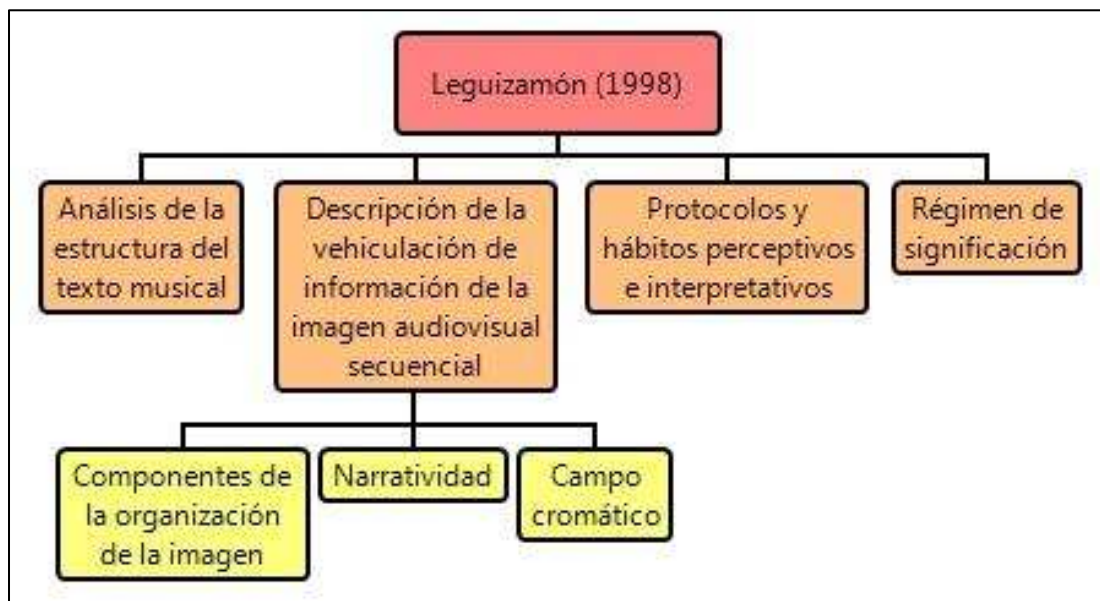 Leguizamón (1998)
Análisis de la
estructura del
texto musical
Descripción de la
vehiculación de
información de la
imagen audiovisual
secuencial
Protocolos y
hábitos perceptivos
e interpretativos
Régimen de
significación
Componentes de
la organización
de la imagen
Narratividad
Campo
cromático